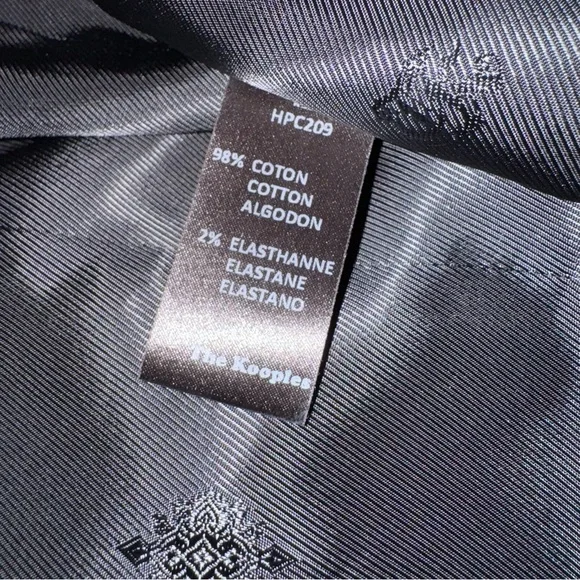 HPC209
98% COTON
COTTON
ALGODON
2% ELASTHANNE
ELASTANE
ELASTANO
The Kooples